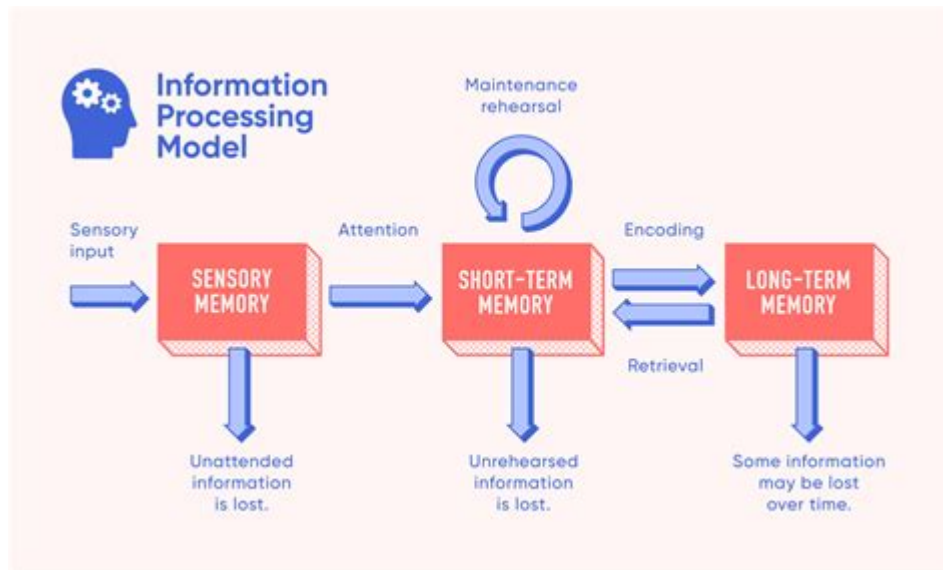 Information
Processing
Model
Maintenance
rehearsal
Sensory
input
Attention
Encoding
SENSORY
MEMORY
SHORT-TERM
MEMORY
LONG-TERM
MEMORY
Retrieval
Unattended
information
is lost.
Unrehearsed
information
is lost.
Some information
may be lost
over time.